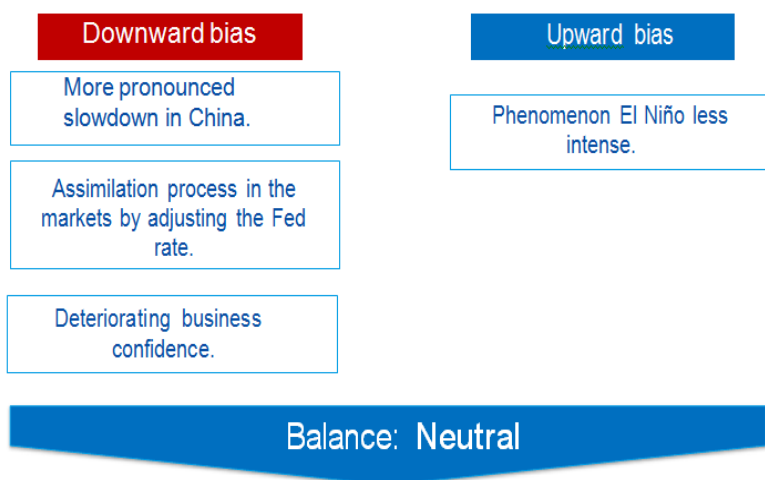 Downward bias
Upward bias
More pronounced
slowdown in China.
Phenomenon El Niño less
intense.
Assimilation process in the
markets by adjusting the Fed
rate.
Deteriorating business
confidence.
Balance: Neutral